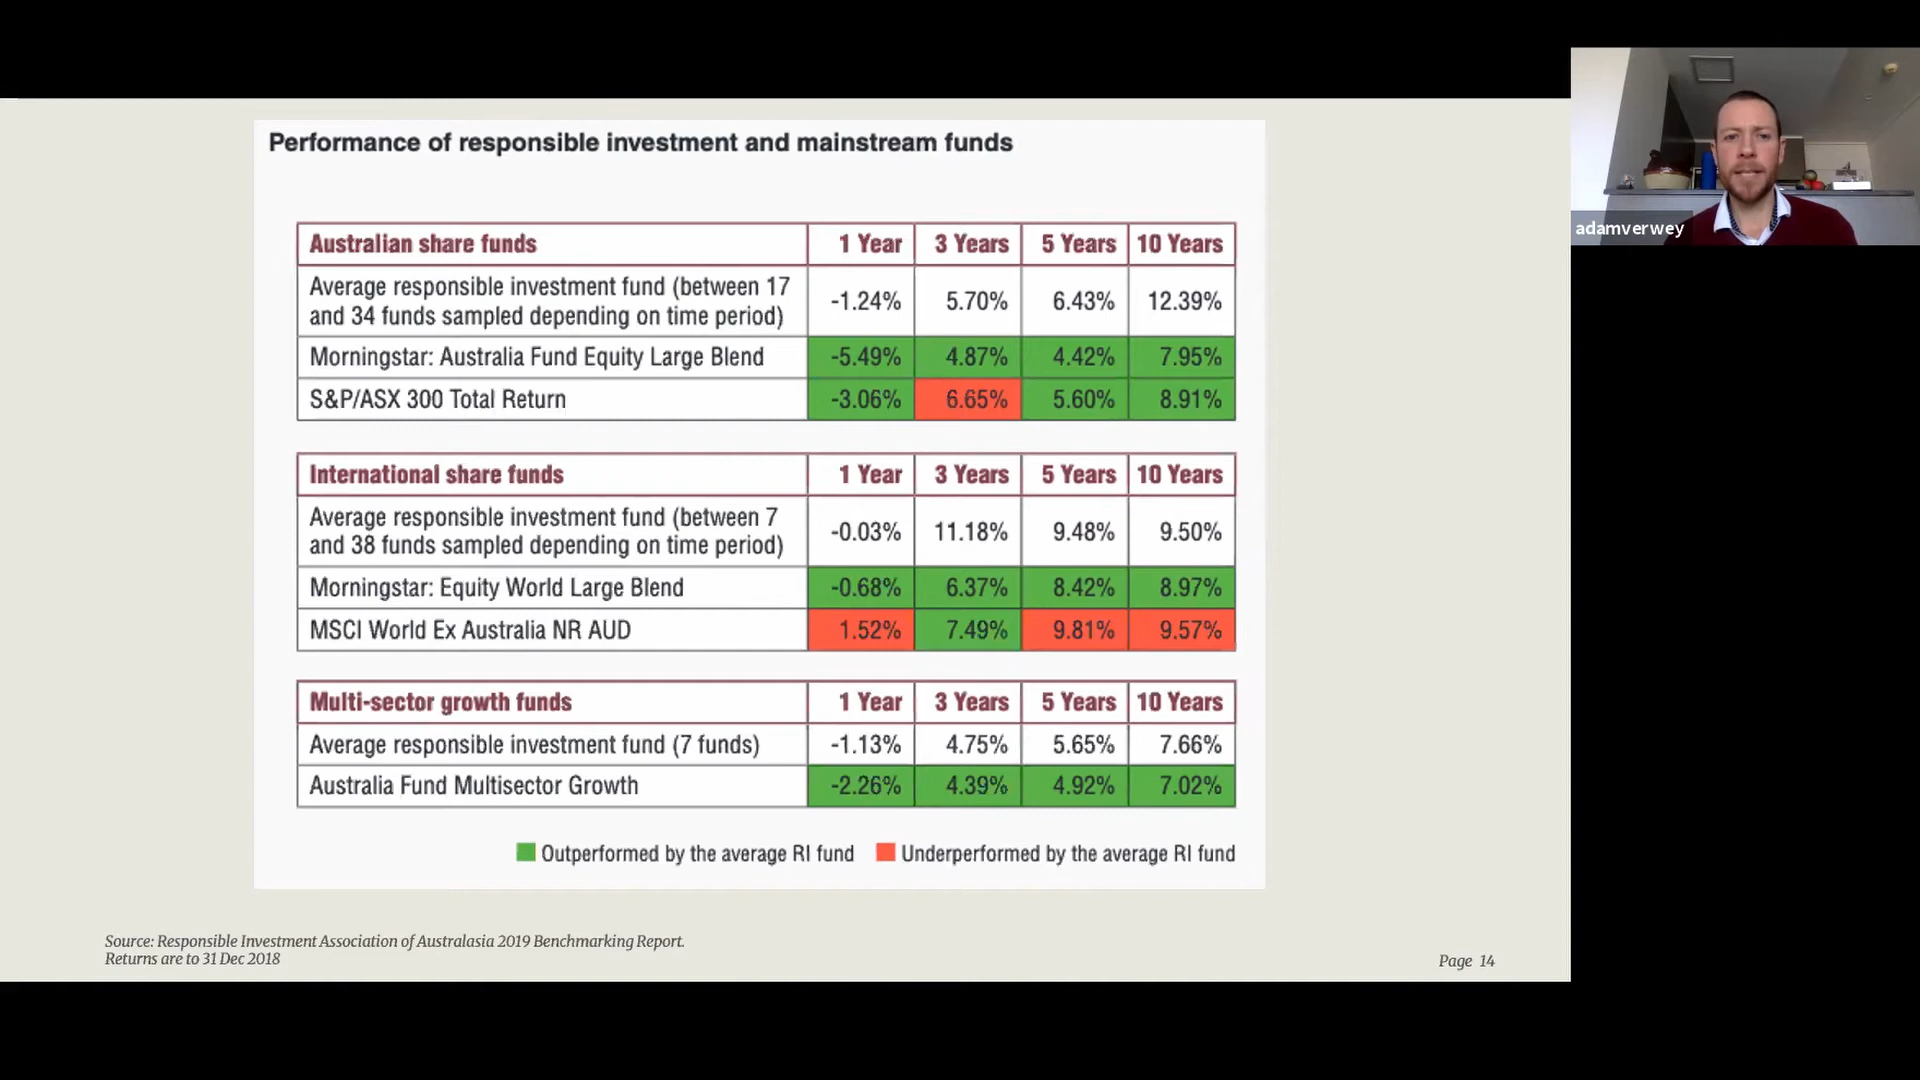 Performance of responsible investment and mainstream funds
Australian share funds 1 Year 3 Years 5 Years 10 Years
Average responsible investment fund (between 17
and 34 funds sampled depending on time period) -1.24% 5.70% 6.43% 12.39%
Morningstar: Australia Fund Equity Large Blend -5.49% 4.87% 4.42% 7.95%
S&P/ASX 300 Total Return -3.06% 6.65% 5.60% 8.91%
International share funds 1 Year 3 Years 5 Years 10 Years
Average responsible investment fund (between 7
and 38 funds sampled depending on time period) -0.03% 11.18% 9.48% 9.50%
Morningstar: Equity World Large Blend -0.68% 6.37% 8.42% 8.97%
MSCI World Ex Australia NR AUD 1.52% 7.49% 9.81% 9.57%
Multi-sector growth funds 1 Year 3 Years 5 Years 10 Years
Average responsible investment fund (7 funds) -1.13% 4.75% 5.65% 7.66%
Australia Fund Multisector Growth -2.26% 4.39% 4.92% 7.02%
Outperformed by the average RI fund Underperformed by the average RI fund
Source: Responsible Investment Association of Australasia 2019 Benchmarking Report.
Returns are to 31 Dec 2018
Page 14
adamverwey